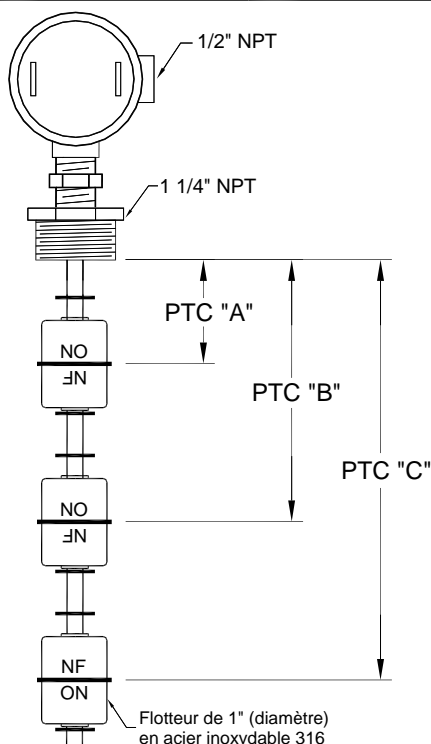 1/2" NPT
1 1/4" NPT
PTC "A"
NO
NF
PTC "B"
PTC "C"
NO
NF
NF
NO
Flotteur de 1" (diamètre)
en acier inoxydable 316